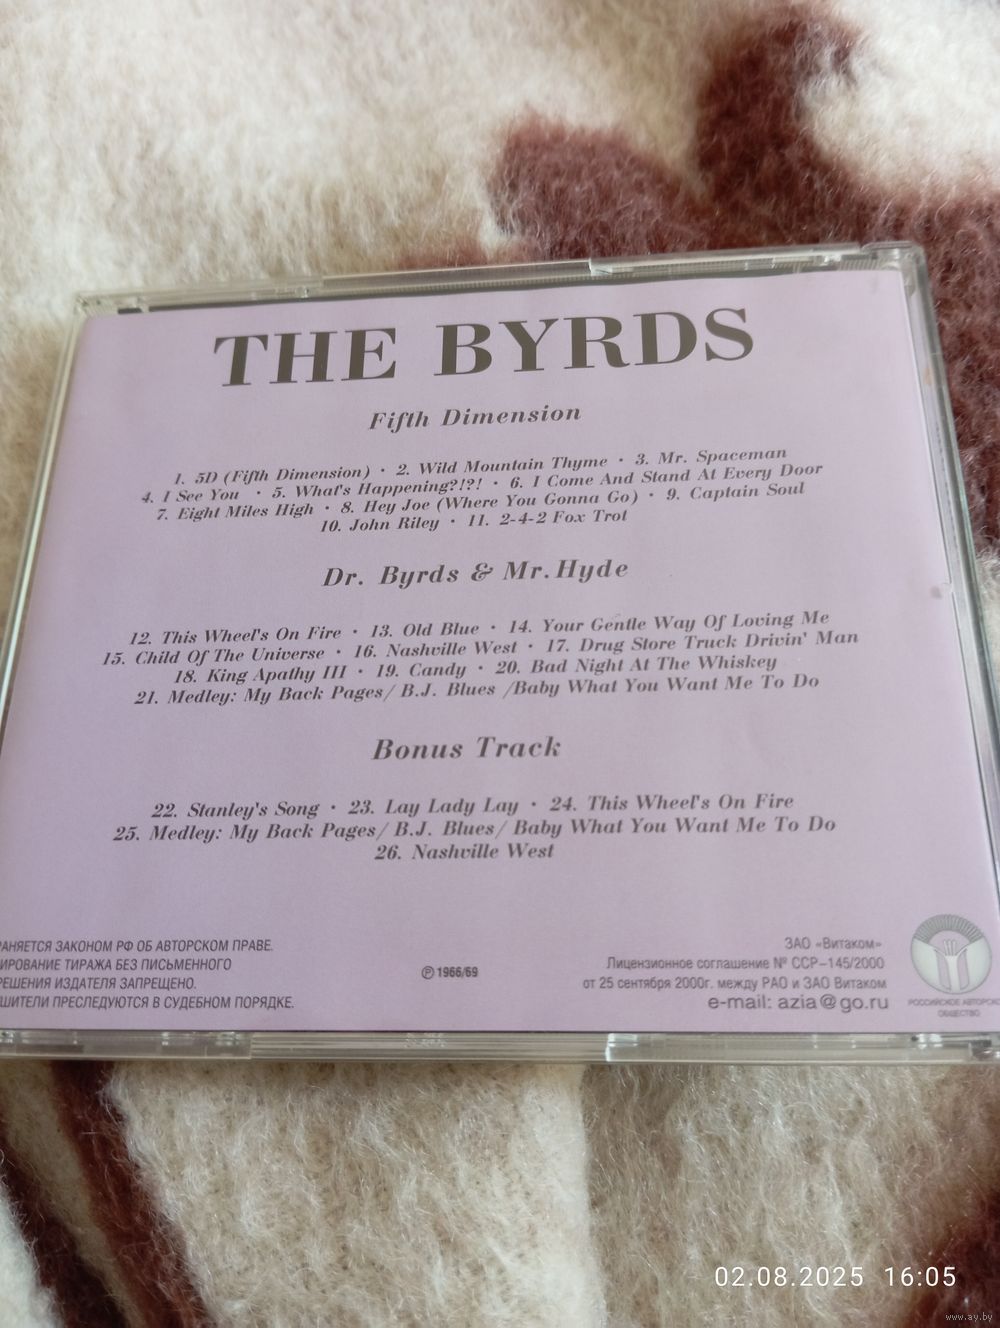 THE BYRDS
Fifth Dimension
1. 5D (Fifth Dimension) · 2. Wild Mountain Thyme · 3. Mr. Spaceman
4. I See You · 5. What's Happening?!?! · 6. I Come And Stand At Every Door
7. Eight Miles High · 8. Hey Joe (Where You Gonna Go) · 9. Captain Soul
10. John Riley · 11. 2-4-2 Fox Trot
Dr. Byrds & Mr. Hyde
12. This Wheel's On Fire · 13. Old Blue · 14. Your Gentle Way Of Loving Me
15. Child Of The Universe · 16. Nashville West · 17. Drug Store Truck Drivin' Man
18. King Apathy III · 19. Candy · 20. Bad Night At The Whiskey
21. Medley: My Back Pages/ B.J. Blues /Baby What You Want Me To Do
Bonus Track
22. Stanley's Song · 23. Lay Lady Lay · 24. This Wheel's On Fire
25. Medley: My Back Pages/ B.J. Blues/ Baby What You Want Me To Do
26. Nashville West
РАНЯЕТСЯ ЗАКОНОМ РФ ОБ АВТОРСКОМ ПРАВЕ.
ИРОВАНИЕ ТИРАЖА БЕЗ ПИСЬМЕННОГО
РЕШЕНИЯ ИЗДАТЕЛЯ ЗАПРЕЩЕНО.
ШИТЕЛИ ПРЕСЛЕДУЮТСЯ В СУДЕБНОМ ПОРЯДКЕ.
℗ 1966/69
ЗАО «Витаком»
Лицензионное соглашение № ССР-145/2000
от 25 сентября 2000г. между РАО и ЗАО Витаком
e-mail: azia@go.ru
РОССИЙСКОЕ АВТОРСКО
ОБЩЕСТВО
02.08.2025 16:05
www.ay.by